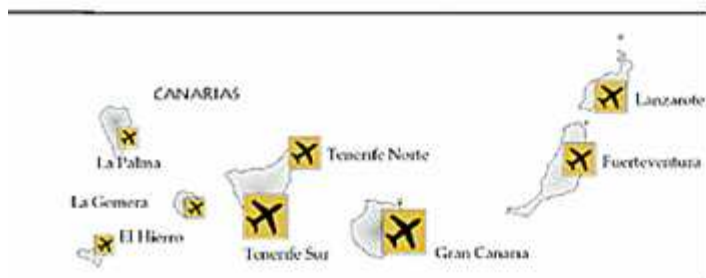 CANARIAS
Lanzarote
La Palma
Tenerife Norte
Fuerteventura
La Gomera
El Hierro
Tenerife Sur
Gran Canaria